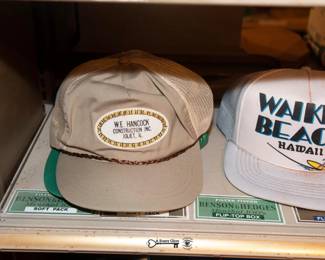 W.E. HANCOCK
CONSTRUCTION INC.
JOLIET, IL
WAIKI
BEAC
HAWAII
BENSON & HEDGES
SOFT PACK
BENSON & HEDGES
FLIP-TOP BOX